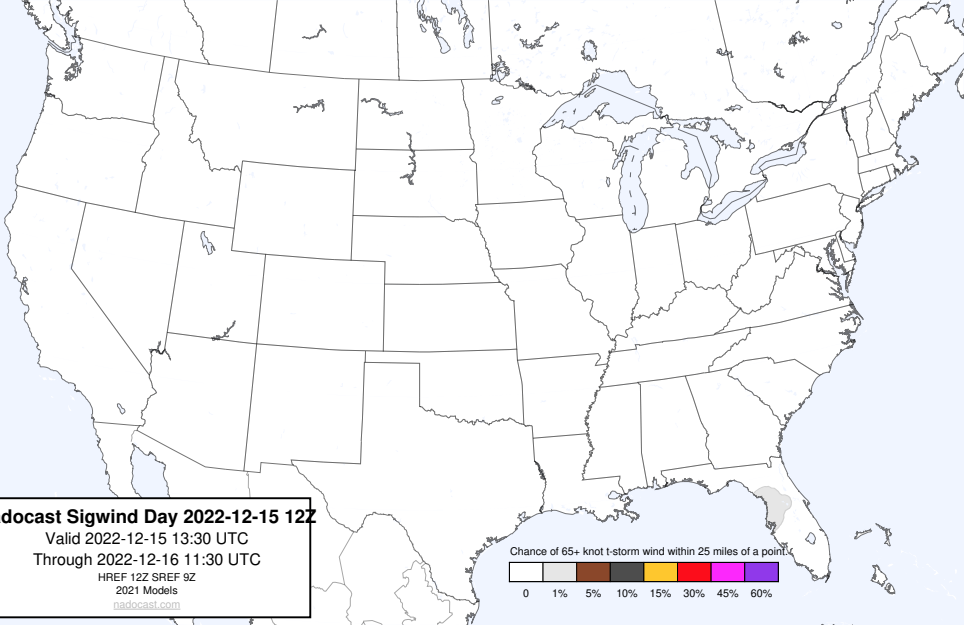 adocast Sigwind Day 2022-12-15 12Z
Valid 2022-12-15 13:30 UTC
Through 2022-12-16 11:30 UTC
HREF 12Z SREF 9Z
2021 Models
nadocast.com
Chance of 65+ knot t-storm wind within 25 miles of a point.
0 1% 5% 10% 15% 30% 45% 60%